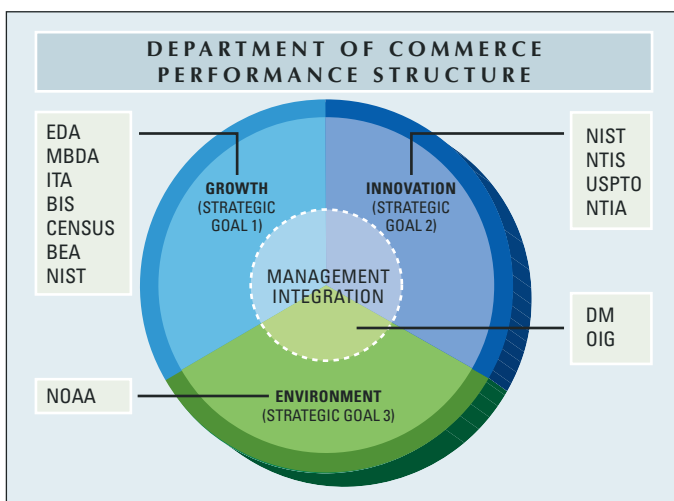 DEPARTMENT OF COMMERCE
PERFORMANCE STRUCTURE
EDA
MBDA
ITA
BIS
CENSUS
BEA
NIST
GROWTH
(STRATEGIC
GOAL 1)
INNOVATION
(STRATEGIC
GOAL 2)
NIST
NTIS
USPTO
NTIA
MANAGEMENT
INTEGRATION
DM
OIG
NOAA
ENVIRONMENT
(STRATEGIC GOAL 3)